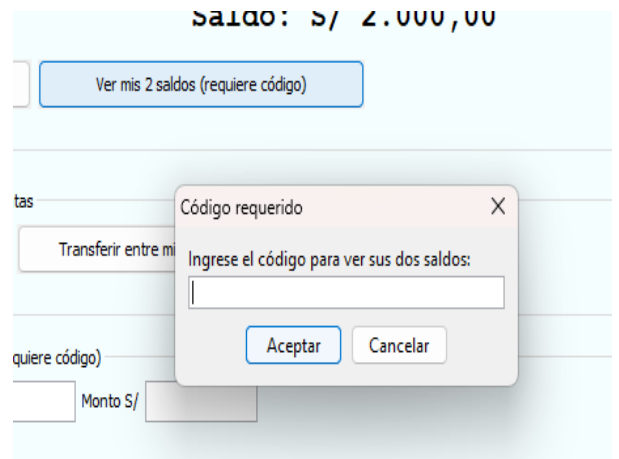 Saldo: S/ 2.000,00
Ver mis 2 saldos (requiere código)
tas
Código requerido
Transferir entre mi
Ingrese el código para ver sus dos saldos:
Aceptar Cancelar
quiere código)
Monto S/